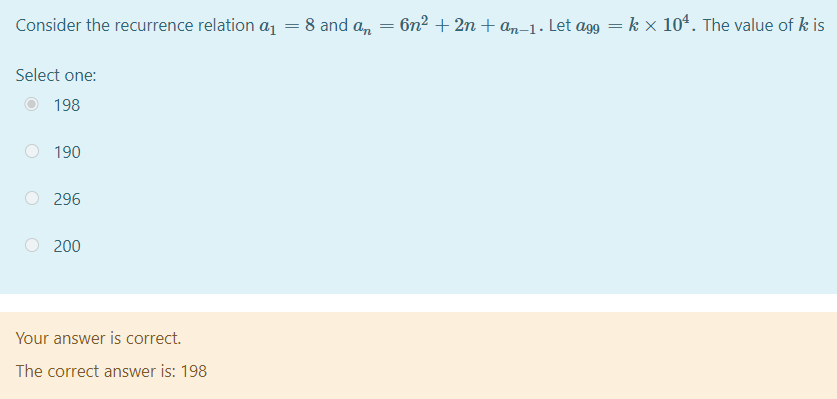 Consider the recurrence relation a₁ = 8 and aₙ = 6n² + 2n + aₙ₋₁. Let a₉₉ = k × 10⁴. The value of k is
Select one:
198
190
296
200
Your answer is correct.
The correct answer is: 198